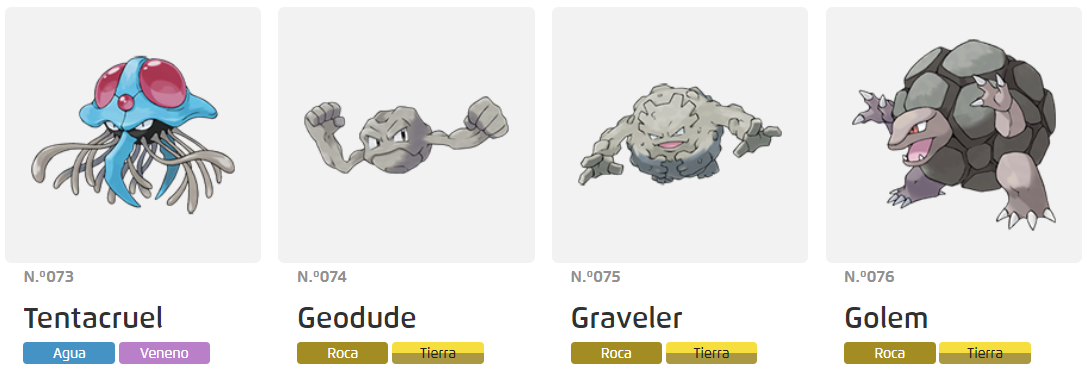 N.º073
Tentacruel
Agua Veneno
N.º074
Geodude
Roca Tierra
N.º075
Graveler
Roca Tierra
N.º076
Golem
Roca Tierra